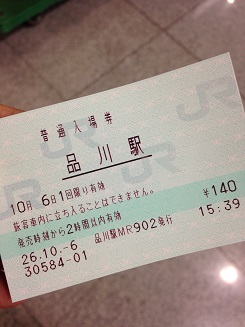 普通入場券
品川駅
10月-6日1回限り有効
旅客車内に立ち入ることはできません。
発売時刻から2時間以内有効 ¥140
26.10.-6 品川駅MR902発行 15:39
30584-01
JR
JR
JR